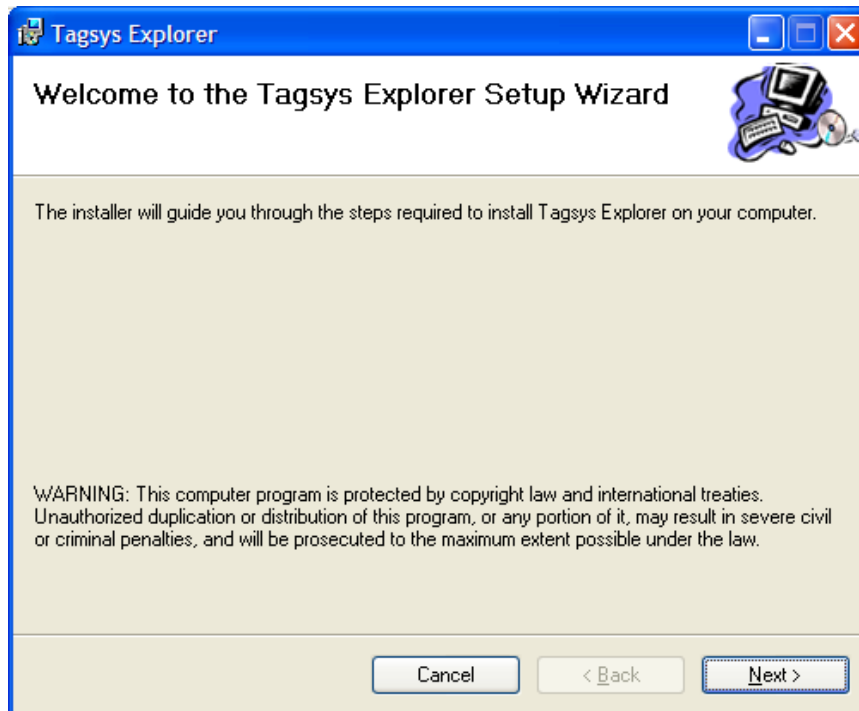 Tagsys Explorer
Welcome to the Tagsys Explorer Setup Wizard
The installer will guide you through the steps required to install Tagsys Explorer on your computer.
WARNING: This computer program is protected by copyright law and international treaties.
Unauthorized duplication or distribution of this program, or any portion of it, may result in severe civil
or criminal penalties, and will be prosecuted to the maximum extent possible under the law.
Cancel < Back Next >